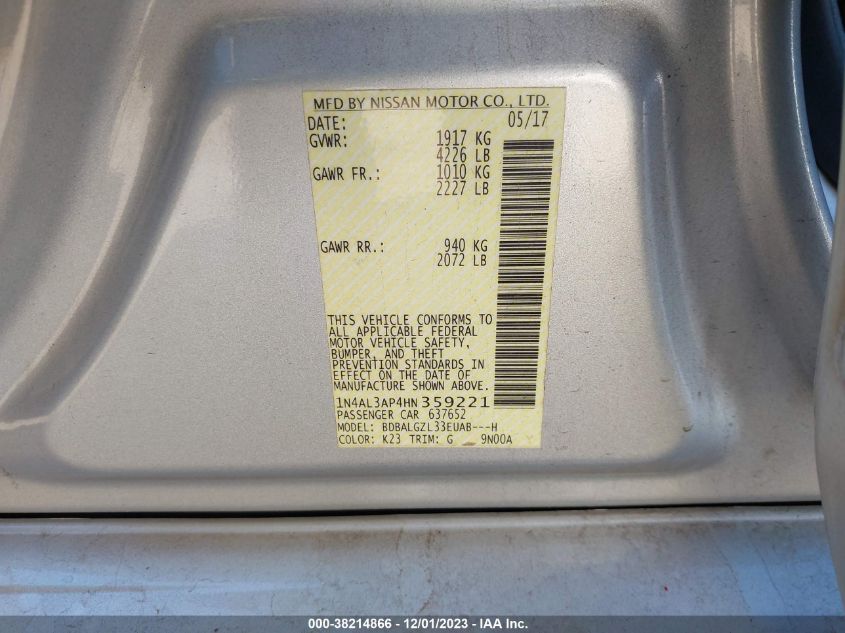 MFD BY NISSAN MOTOR CO., LTD.
DATE: 05/17
GVWR: 1917 KG
4226 LB
GAWR FR.: 1010 KG
2227 LB
GAWR RR.: 940 KG
2072 LB
THIS VEHICLE CONFORMS TO
ALL APPLICABLE FEDERAL
MOTOR VEHICLE SAFETY,
BUMPER, AND THEFT
PREVENTION STANDARDS IN
EFFECT ON THE DATE OF
MANUFACTURE SHOWN ABOVE.
1N4AL3AP4HN359221
PASSENGER CAR 637652
MODEL: BDBALGZL33EUAB---H
COLOR: K23 TRIM: G 9N00A
000-38214866 - 12/01/2023 - IAA Inc.